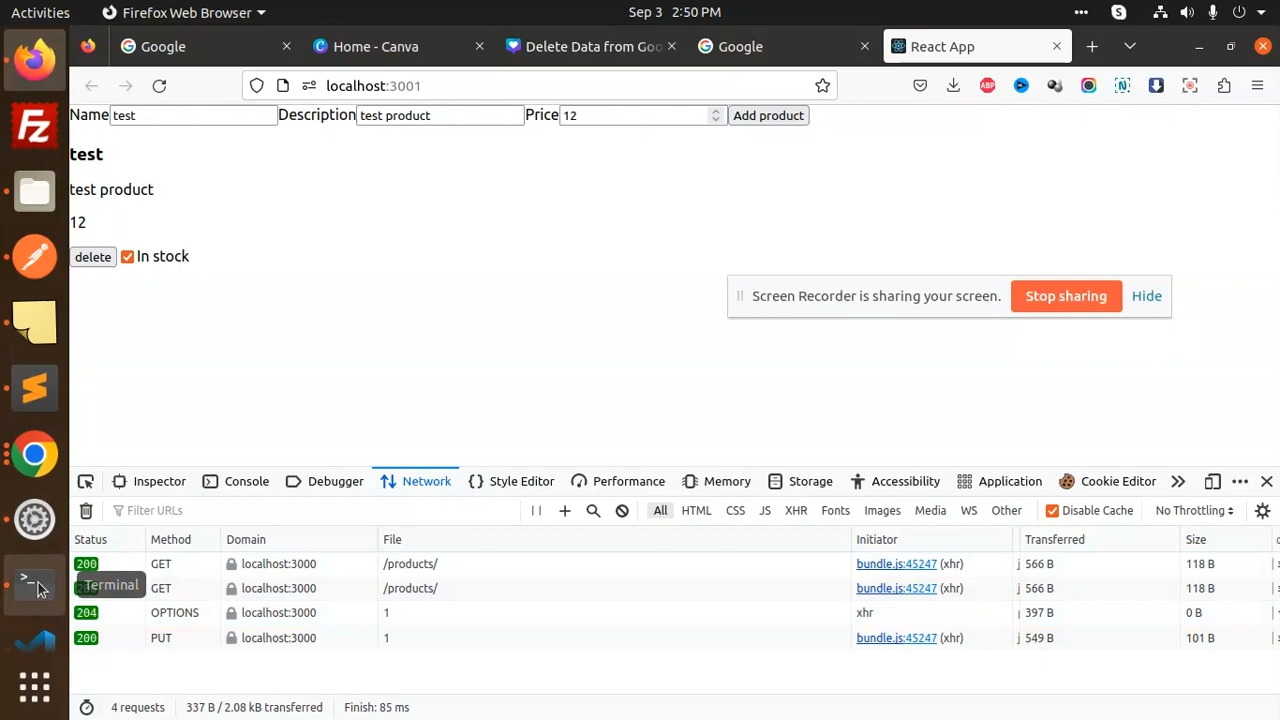 Activities Firefox Web Browser Sep 3 2:50 PM
Google Home - Canva Delete Data from Goo Google React App
localhost:3001
Name test Description test product Price 12 Add product
test
test product
12
delete In stock
Screen Recorder is sharing your screen. Stop sharing Hide
Inspector Console Debugger Network Style Editor Performance Memory Storage Accessibility Application Cookie Editor
Filter URLs All HTML CSS JS XHR Fonts Images Media WS Other Disable Cache No Throttling
Status Method Domain File Initiator Transferred Size
200 GET localhost:3000 /products/ bundle.js:45247 (xhr) j 566 B 118 B
Terminal GET localhost:3000 /products/ bundle.js:45247 (xhr) j 566 B 118 B
204 OPTIONS localhost:3000 1 xhr 397 B 0 B
200 PUT localhost:3000 1 bundle.js:45247 (xhr) j 549 B 101 B
4 requests 337 B / 2.08 kB transferred Finish: 85 ms